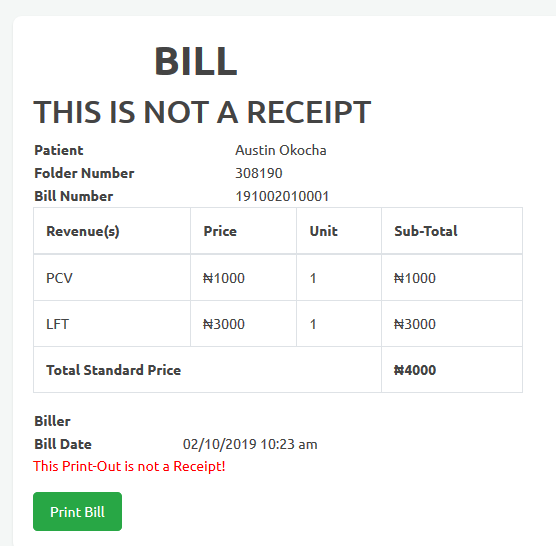 BILL
THIS IS NOT A RECEIPT
Patient Austin Okocha
Folder Number 308190
Bill Number 191002010001
Revenue(s) Price Unit Sub-Total
PCV ₦1000 1 ₦1000
LFT ₦3000 1 ₦3000
Total Standard Price ₦4000
Biller
Bill Date 02/10/2019 10:23 am
This Print-Out is not a Receipt!
Print Bill